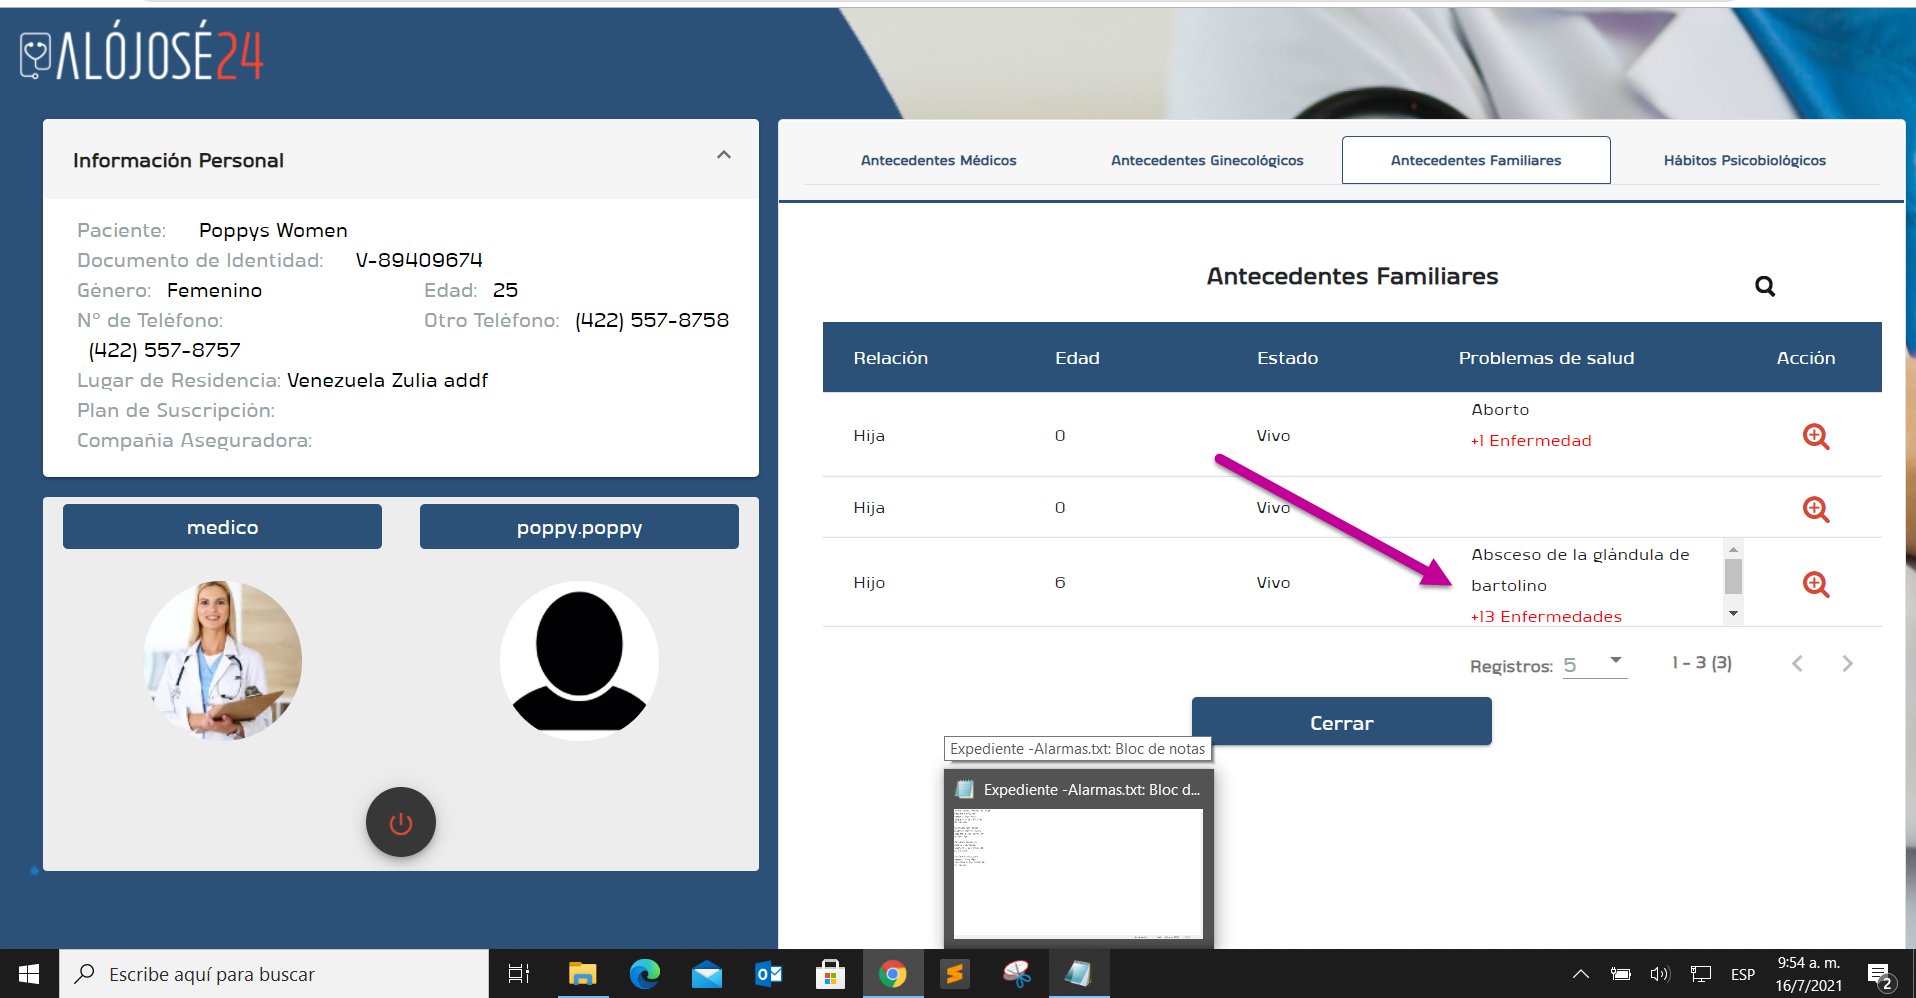 ALÓJOSÉ24
Información Personal
Paciente: Poppys Women
Documento de Identidad: V-89409674
Género: Femenino Edad: 25
N° de Teléfono: Otro Teléfono: (422) 557-8758
(422) 557-8757
Lugar de Residencia: Venezuela Zulia addf
Plan de Suscripción:
Compañia Aseguradora:
medico poppy.poppy
Antecedentes Médicos Antecedentes Ginecológicos Antecedentes Familiares Hábitos Psicobiológicos
Antecedentes Familiares
Relación Edad Estado Problemas de salud Acción
Aborto
Hija 0 Vivo
+1 Enfermedad
Hija 0 Vivo
Absceso de la glándula de
Hijo 6 Vivo bartolino
+13 Enfermedades
Registros: 5 1 - 3 (3)
Cerrar
Expediente -Alarmas.txt: Bloc de notas
Expediente -Alarmas.txt: Bloc d...
Escribe aquí para buscar
ESP
9:54 a. m.
16/7/2021
2